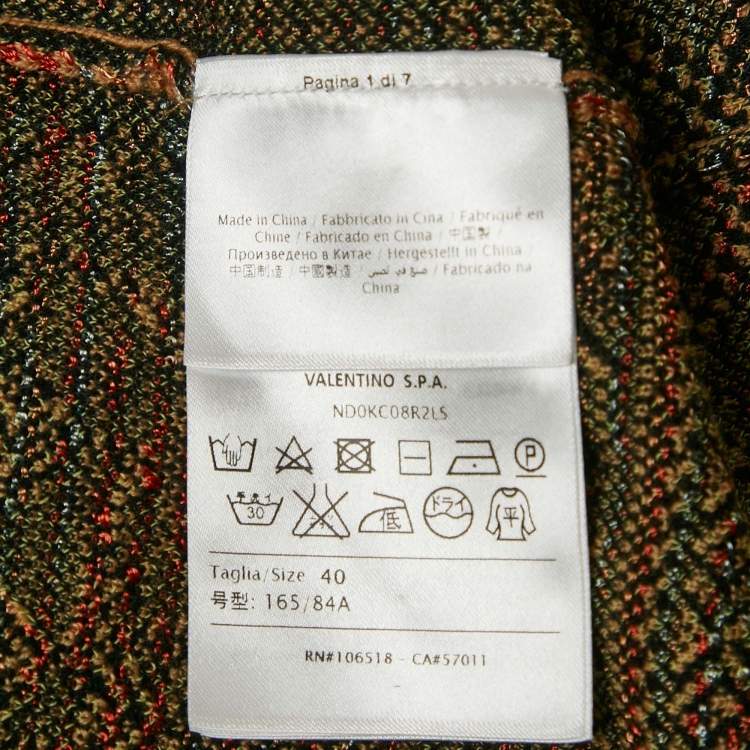 Pagina 1 di 7
Made in China / Fabbricato in Cina / Fabriqué en
Chine / Fabricado en China / 中国製 /
Произведено в Китае / Hergestellt in China /
中国制造 / 中國製造 / صنع في الصين / Fabricado na
China
VALENTINO S.P.A.
ND0KC08R2LS
P
30 低 ドライ 平
Taglia/Size 40
号型: 165/84A
RN#106518 - CA#57011